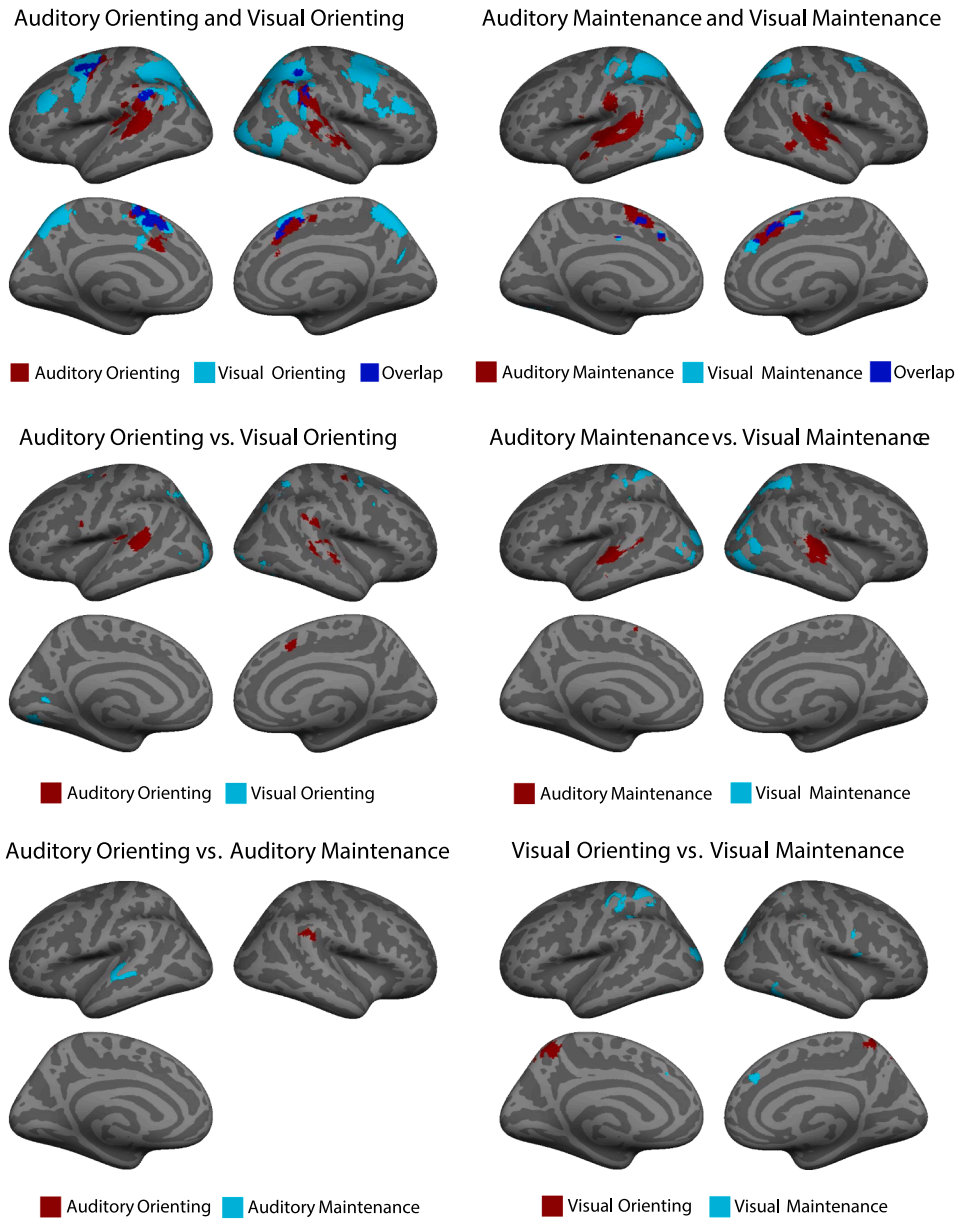 Auditory Orienting and Visual Orienting
Auditory Maintenance and Visual Maintenance
Auditory Orienting Visual Orienting Overlap
Auditory Maintenance Visual Maintenance Overlap
Auditory Orienting vs. Visual Orienting
Auditory Maintenance vs. Visual Maintenance
Auditory Orienting Visual Orienting
Auditory Maintenance Visual Maintenance
Auditory Orienting vs. Auditory Maintenance
Visual Orienting vs. Visual Maintenance
Auditory Orienting Auditory Maintenance
Visual Orienting Visual Maintenance